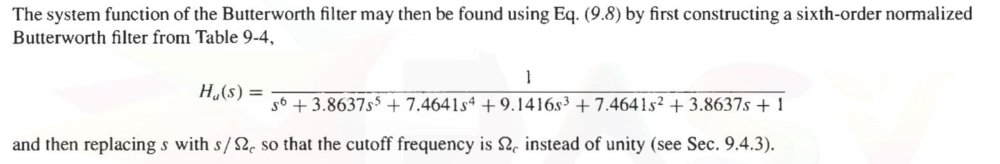 The system function of the Butterworth filter may then be found using Eq. (9.8) by first constructing a sixth-order normalized
Butterworth filter from Table 9-4,
H_a(s) = 1 / (s^6 + 3.8637s^5 + 7.4641s^4 + 9.1416s^3 + 7.4641s^2 + 3.8637s + 1)
and then replacing s with s/Ω_c so that the cutoff frequency is Ω_c instead of unity (see Sec. 9.4.3).